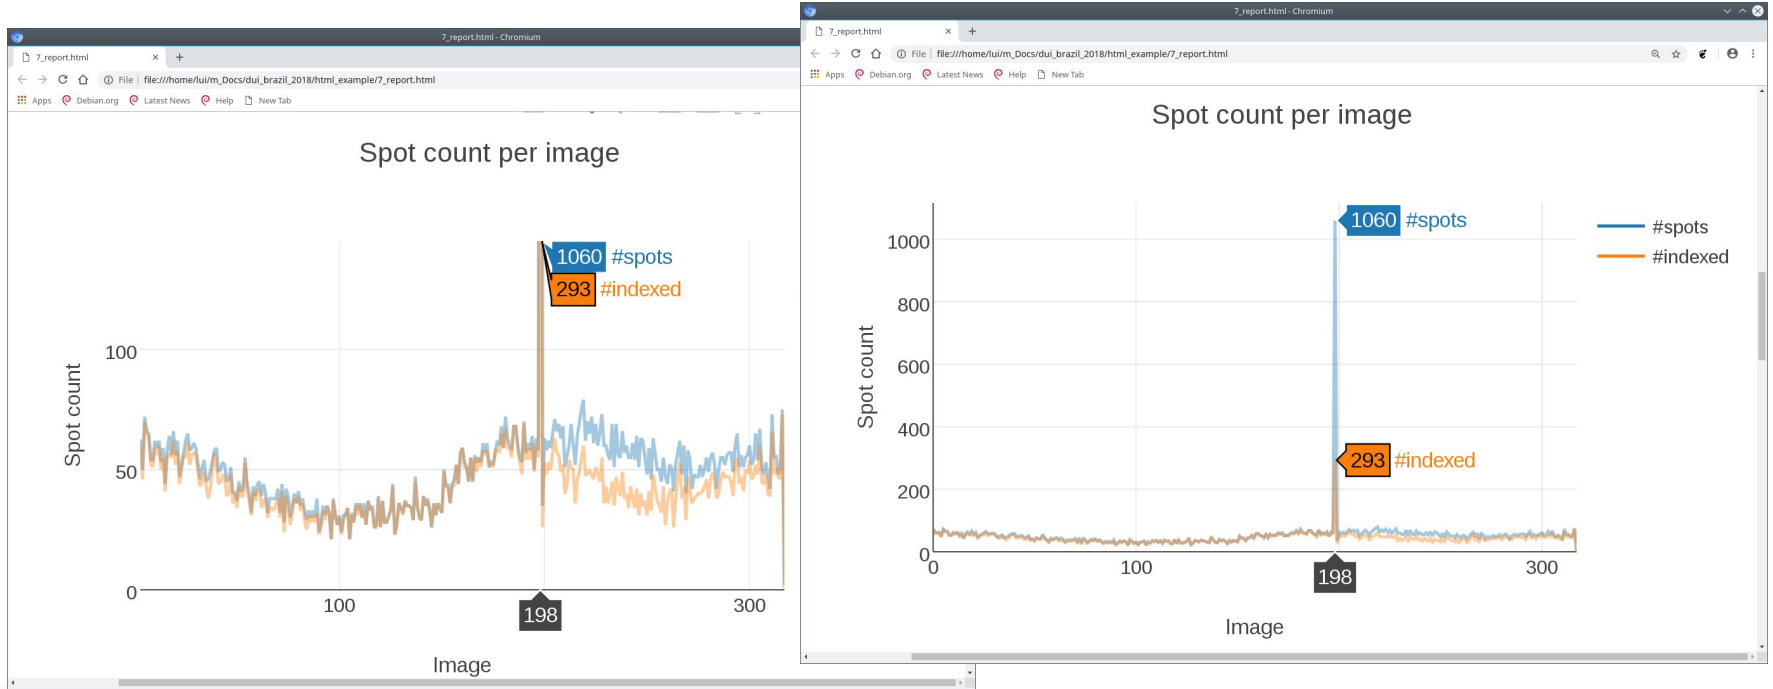 7_report.html - Chromium
7_report.html
File file:///home/lui/m_Docs/dui_brazil_2018/html_example/7_report.html
Apps Debian.org Latest News Help New Tab
Spot count per image
1060 #spots
293 #indexed
Spot count
100
50
0
100
198
300
Image
7_report.html - Chromium
7_report.html
File file:///home/lui/m_Docs/dui_brazil_2018/html_example/7_report.html
Apps Debian.org Latest News Help New Tab
Spot count per image
1060 #spots
#spots
#indexed
293 #indexed
Spot count
1000
800
600
400
200
0
0
100
198
300
Image